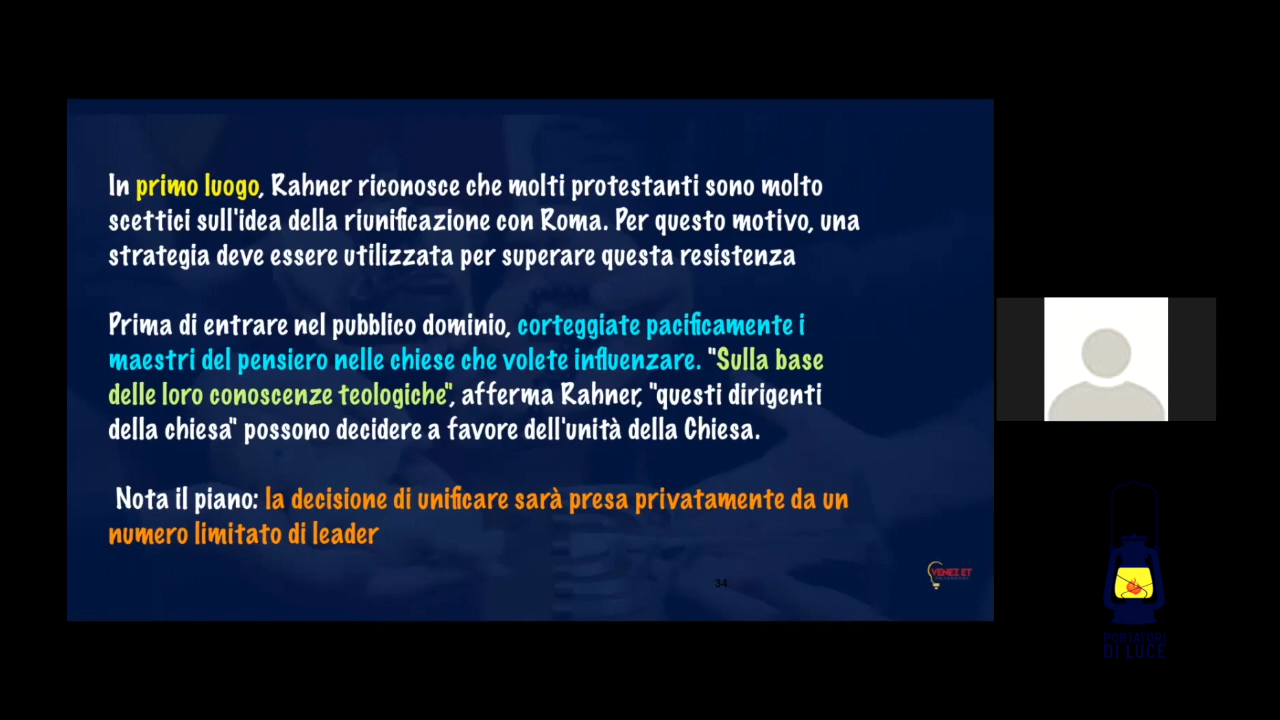 In primo luogo, Rahner riconosce che molti protestanti sono molto
scettici sull'idea della riunificazione con Roma. Per questo motivo, una
strategia deve essere utilizzata per superare questa resistenza
Prima di entrare nel pubblico dominio, corteggiate pacificamente i
maestri del pensiero nelle chiese che volete influenzare. "Sulla base
delle loro conoscenze teologiche", afferma Rahner, "questi dirigenti
della chiesa" possono decidere a favore dell'unità della Chiesa.
Nota il piano: la decisione di unificare sarà presa privatamente da un
numero limitato di leader
34
VENEZ ET
PORTATORI
DI LUCE